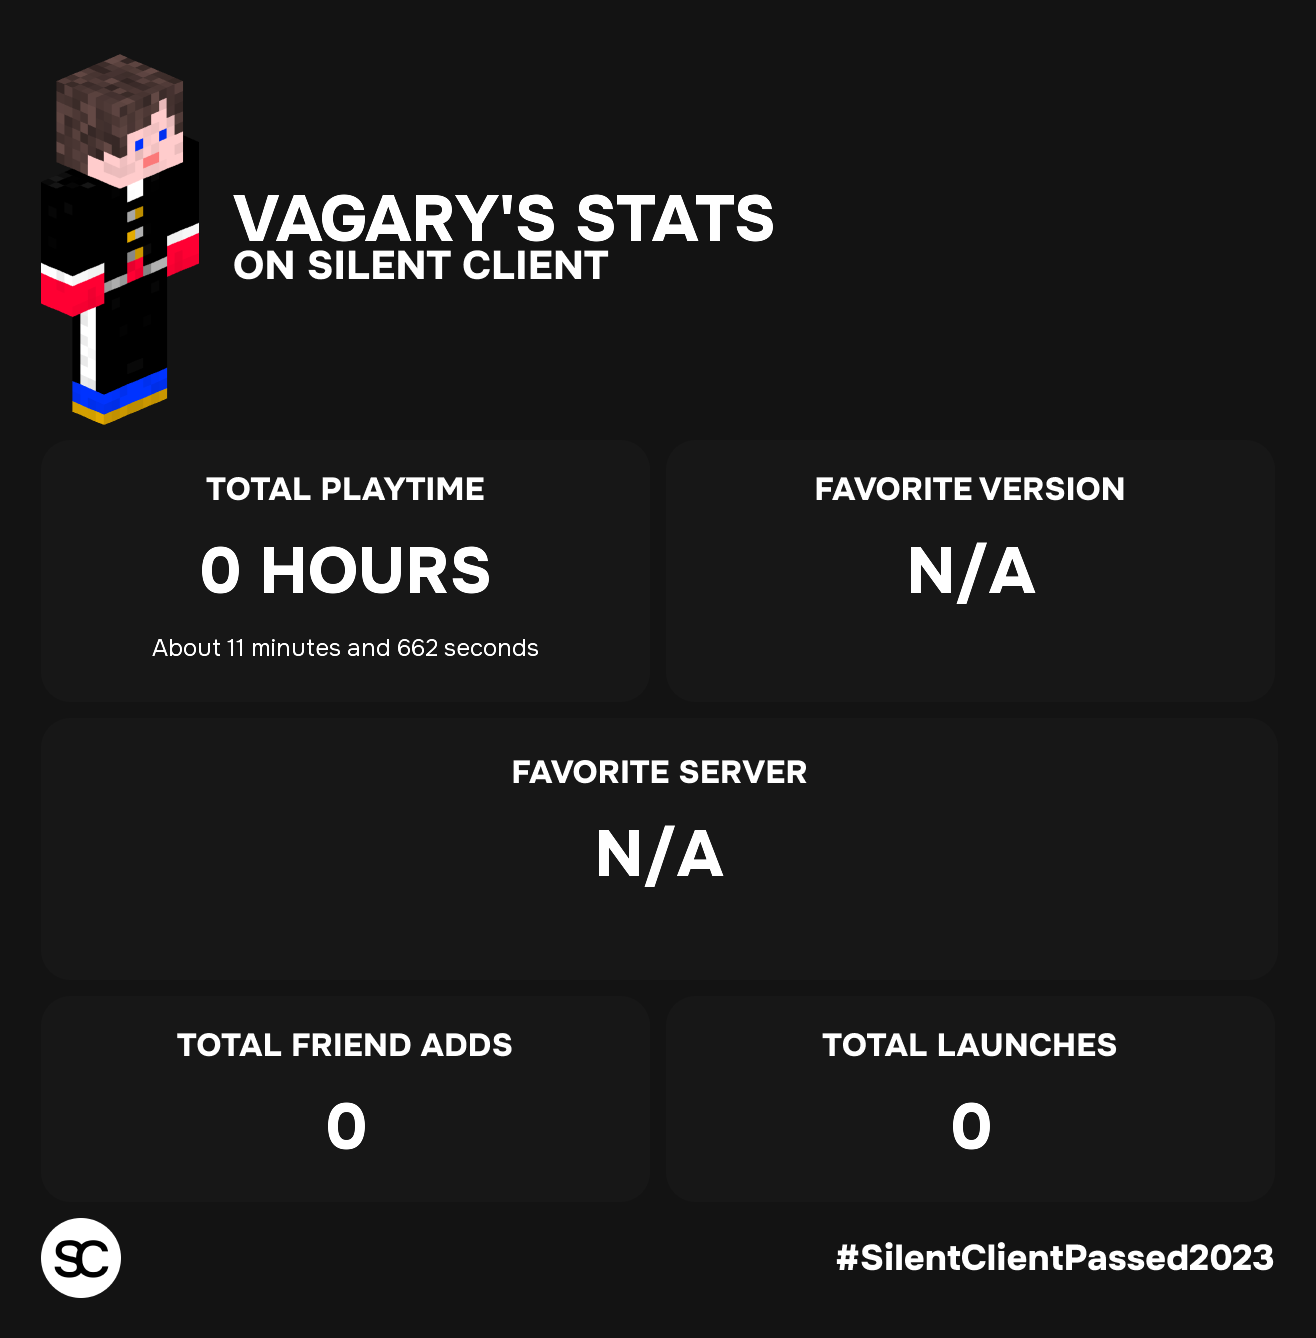 VAGARY'S STATS
ON SILENT CLIENT
TOTAL PLAYTIME
0 HOURS
About 11 minutes and 662 seconds
FAVORITE VERSION
N/A
FAVORITE SERVER
N/A
TOTAL FRIEND ADDS
0
TOTAL LAUNCHES
0
SC
#SilentClientPassed2023